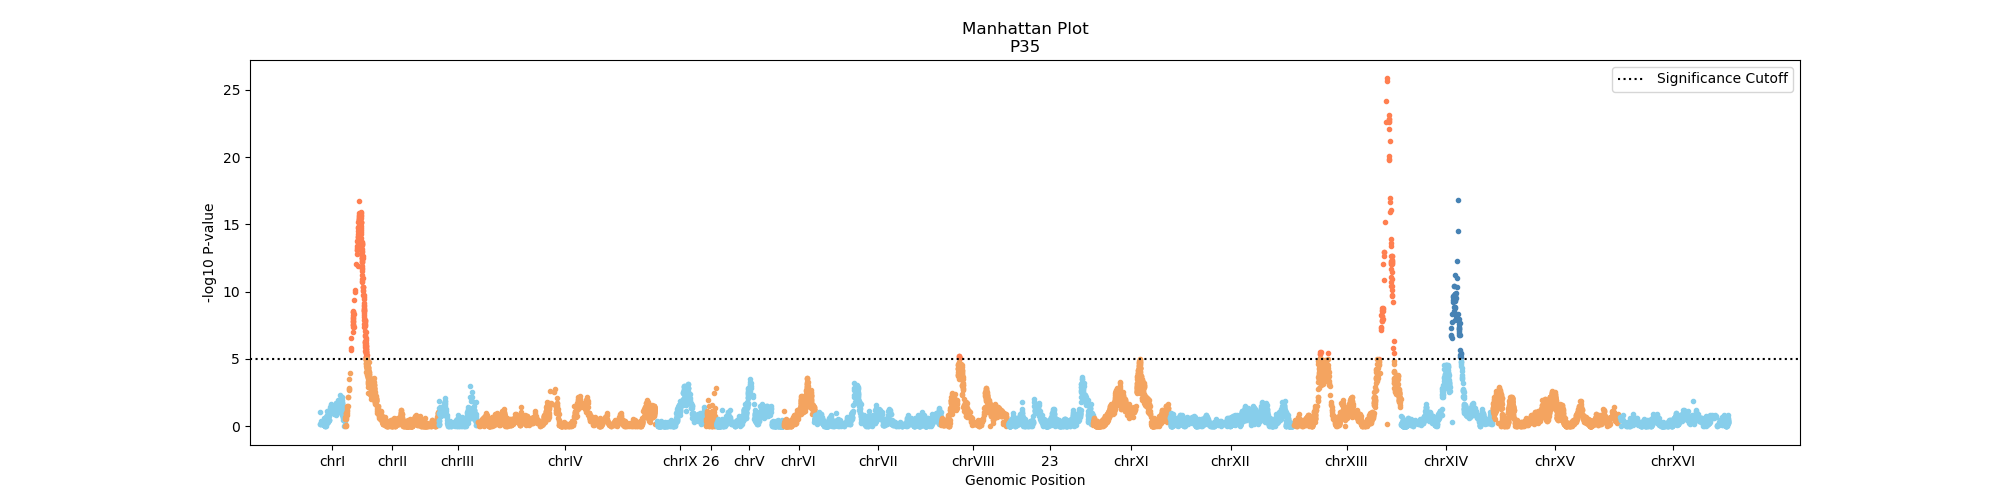 Manhattan Plot
P35
Significance Cutoff
-log10 P-value
25
20
15
10
5
0
chrI chrII chrIII chrIV chrIX 26 chrV chrVI chrVII chrVIII 23 chrXI chrXII chrXIII chrXIV chrXV chrXVI
Genomic Position